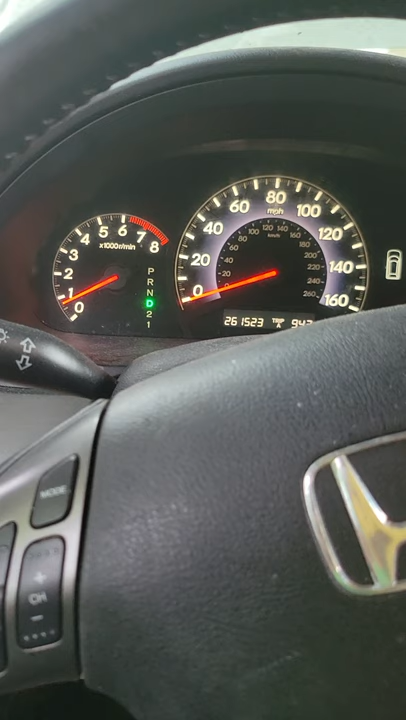 0 1 2 3 4 5 6 7 8
x1000r/min
P
R
N
D
2
1
0 20 40 60 80 100 120 140 160
mph
0 20 40 60 80 100 120 140 160 180 200 220 260
km/h
261523 TRIP A
MODE
+
CH
-